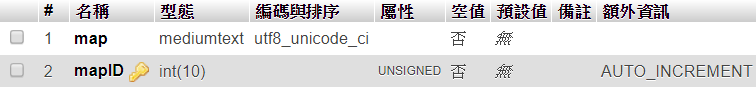 # 名稱 型態 編碼與排序 屬性 空值 預設值 備註 額外資訊
1 map mediumtext utf8_unicode_ci 否 無
2 mapID int(10) UNSIGNED 否 無 AUTO_INCREMENT